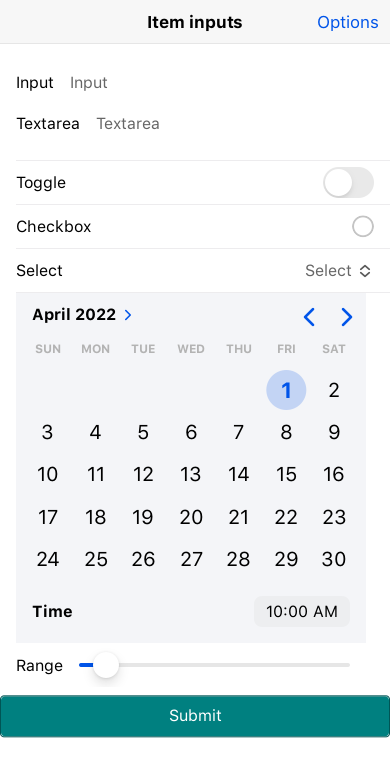 Item inputs Options
Input Input
Textarea Textarea
Toggle
Checkbox
Select Select
April 2022
SUN MON TUE WED THU FRI SAT
1 2
3 4 5 6 7 8 9
10 11 12 13 14 15 16
17 18 19 20 21 22 23
24 25 26 27 28 29 30
Time 10:00 AM
Range
Submit